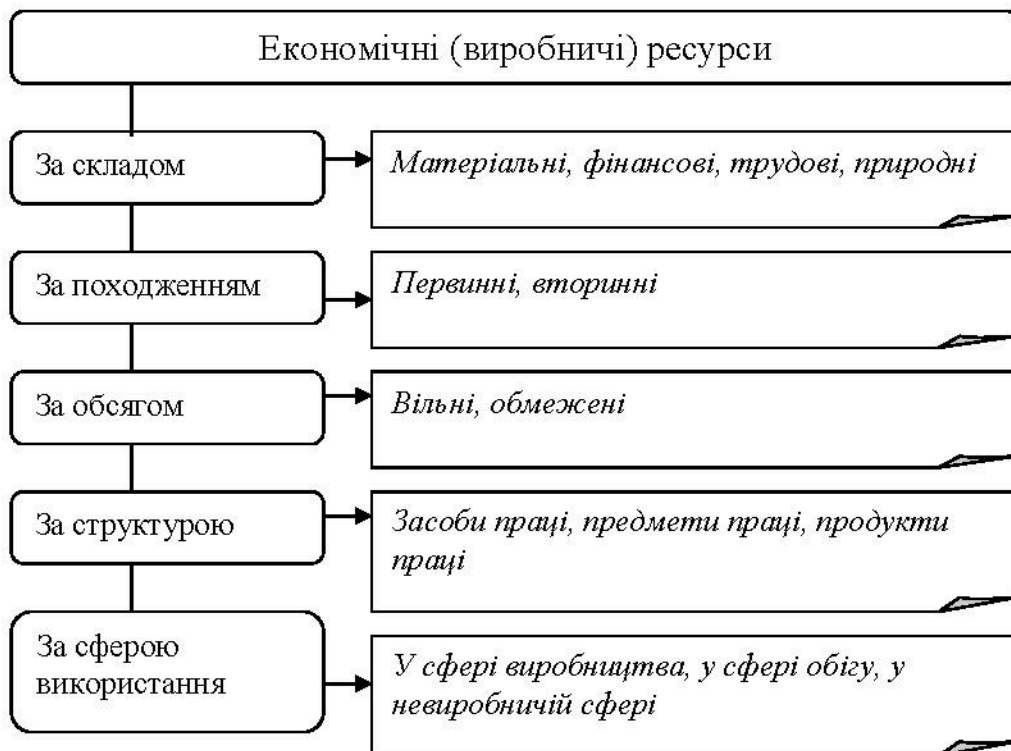 Економічні (виробничі) ресурси
За складом
Матеріальні, фінансові, трудові, природні
За походженням
Первинні, вторинні
За обсягом
Вільні, обмежені
За структурою
Засоби праці, предмети праці, продукти
праці
За сферою
використання
У сфері виробництва, у сфері обігу, у
невиробничій сфері